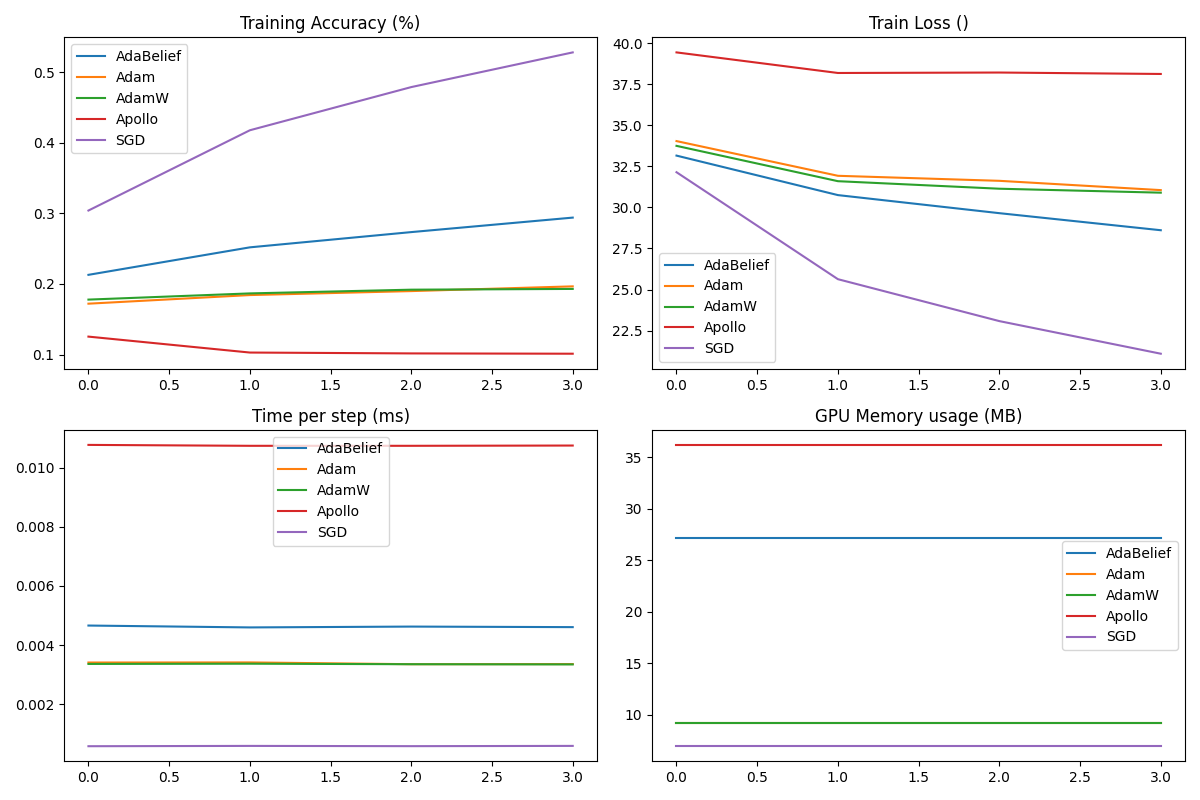 Training Accuracy (%)
AdaBelief
Adam
AdamW
Apollo
SGD
0.5
0.4
0.3
0.2
0.1
0.0 0.5 1.0 1.5 2.0 2.5 3.0
Train Loss ()
40.0
37.5
35.0
32.5
30.0
27.5
25.0
22.5
AdaBelief
Adam
AdamW
Apollo
SGD
0.0 0.5 1.0 1.5 2.0 2.5 3.0
Time per step (ms)
AdaBelief
Adam
AdamW
Apollo
SGD
0.010
0.008
0.006
0.004
0.002
0.0 0.5 1.0 1.5 2.0 2.5 3.0
GPU Memory usage (MB)
35
30
25
20
15
10
AdaBelief
Adam
AdamW
Apollo
SGD
0.0 0.5 1.0 1.5 2.0 2.5 3.0